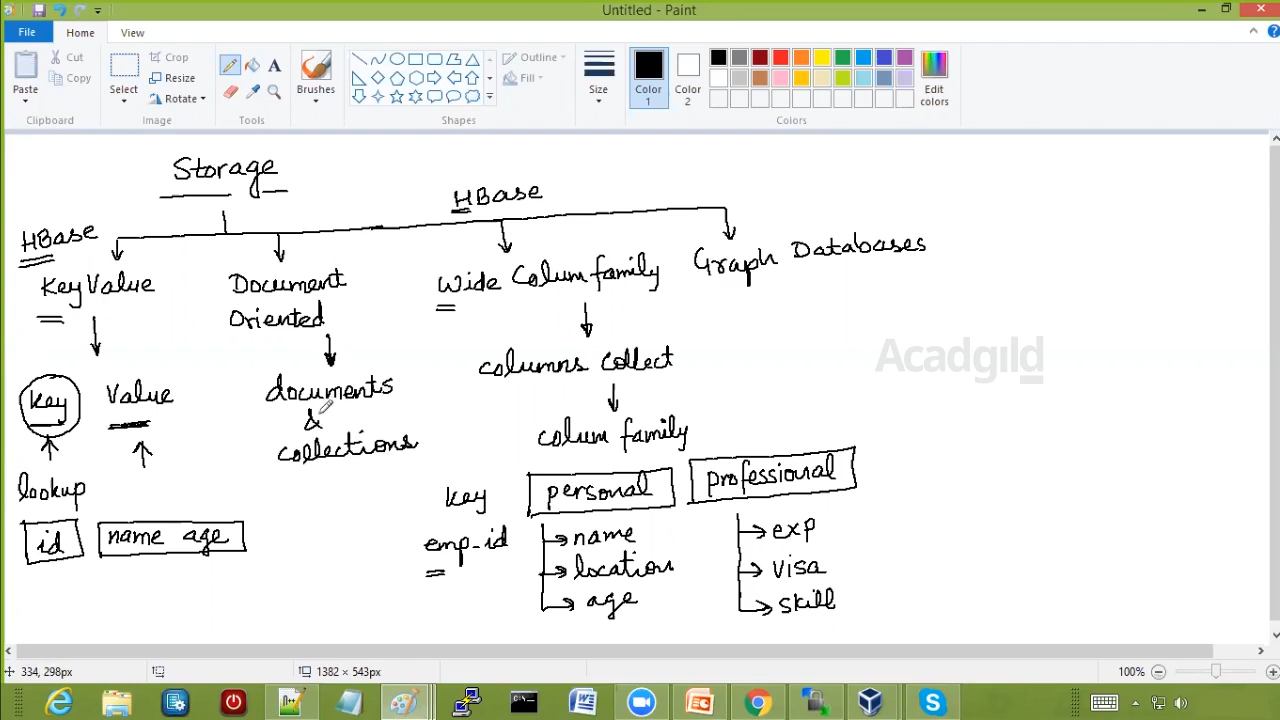 Untitled - Paint
File Home View
Paste
Cut
Copy
Clipboard
Select
Crop
Resize
Rotate
Image
Tools
Brushes
Shapes
Outline
Fill
Size
Color 1
Color 2
Colors
Edit colors
Storage
HBase
HBase
Key Value
Document Oriented
Wide Colum family
Graph Databases
key Value
documents
&
collections
columns collect
colum family
Acadgild
lookup
id name age
key personal professional
emp-id
name
location
age
exp
visa
skill
334, 298px
1382 × 543px
100%